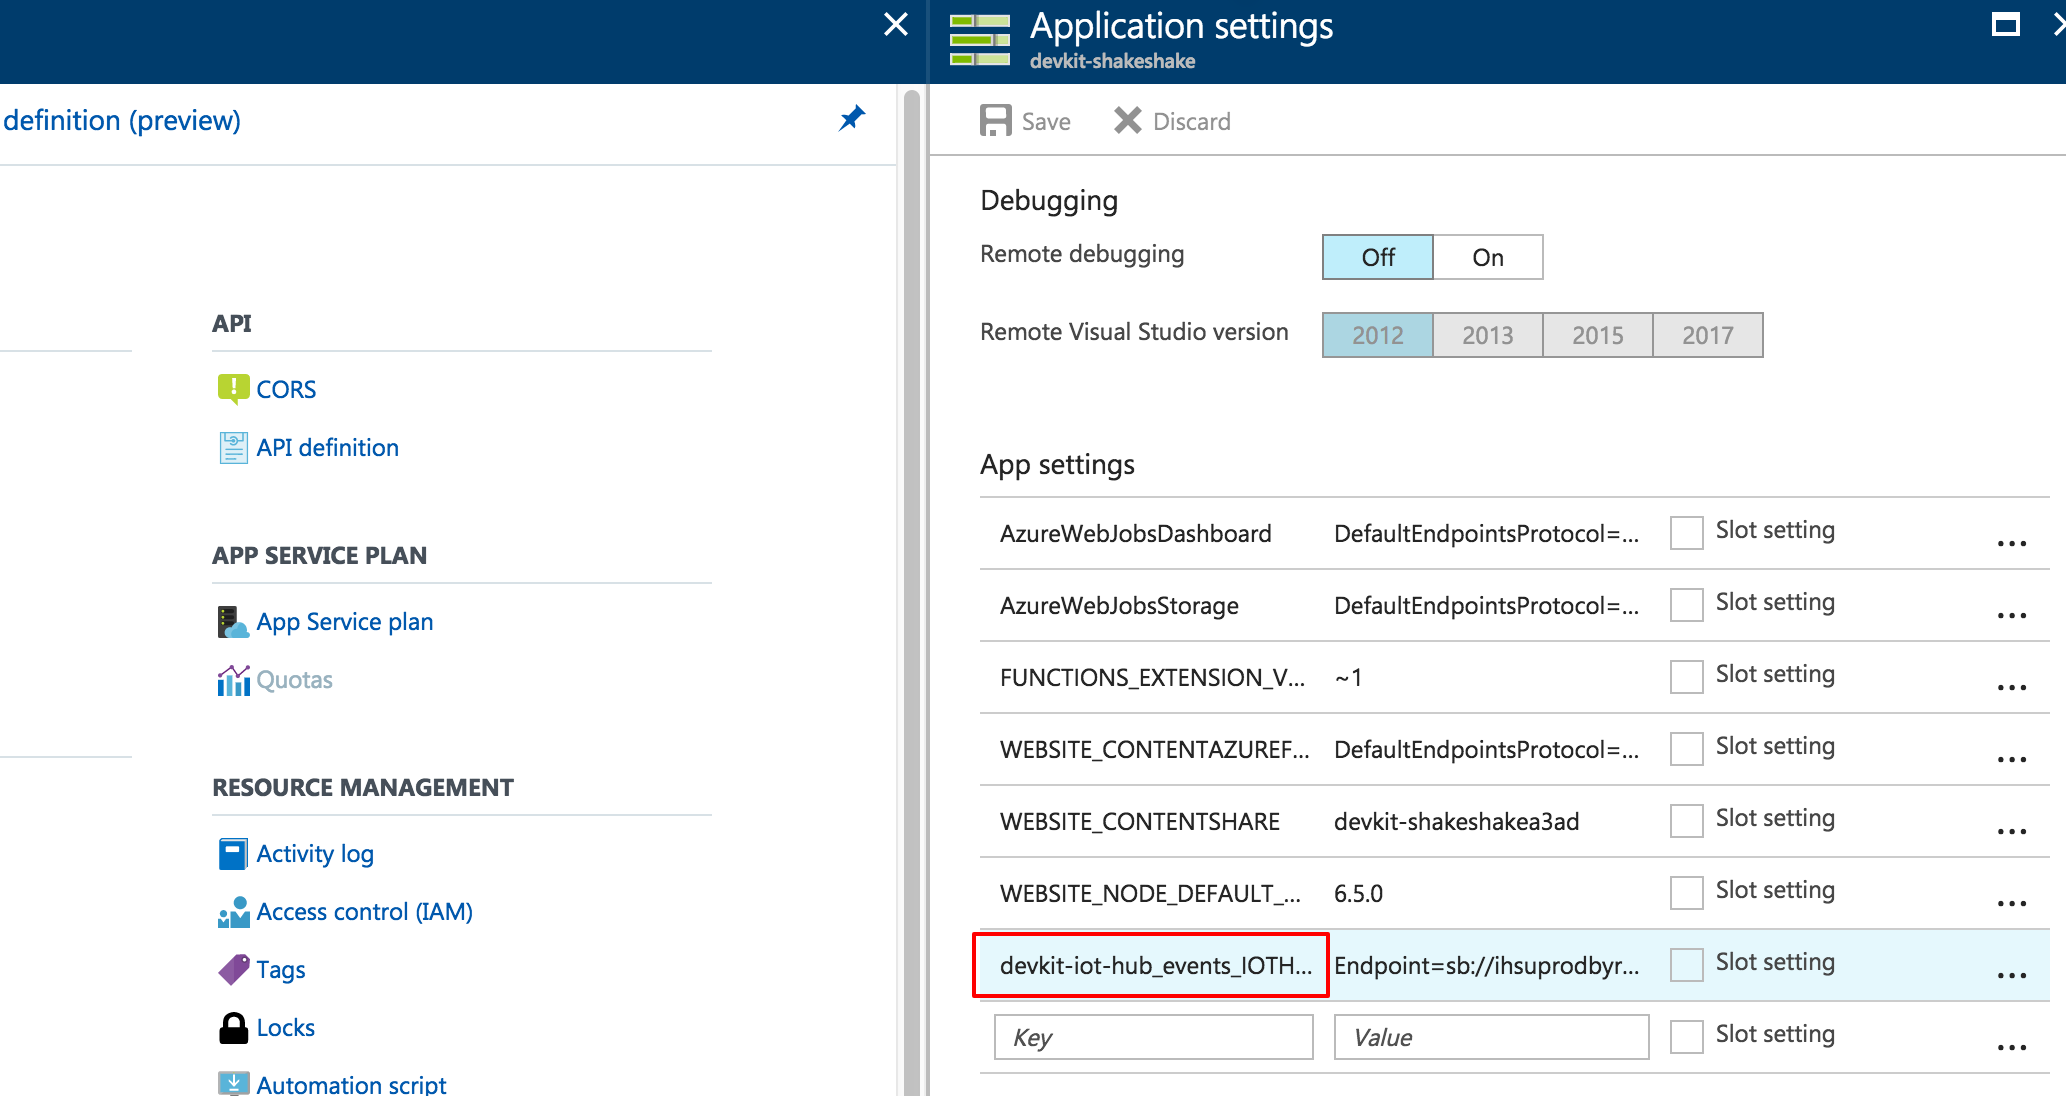 definition (preview)
API
CORS
API definition
APP SERVICE PLAN
App Service plan
Quotas
RESOURCE MANAGEMENT
Activity log
Access control (IAM)
Tags
Locks
Automation script
Application settings
devkit-shakeshake
Save Discard
Debugging
Remote debugging Off On
Remote Visual Studio version 2012 2013 2015 2017
App settings
AzureWebJobsDashboard DefaultEndpointsProtocol=... Slot setting ...
AzureWebJobsStorage DefaultEndpointsProtocol=... Slot setting ...
FUNCTIONS_EXTENSION_V... ~1 Slot setting ...
WEBSITE_CONTENTAZUREF... DefaultEndpointsProtocol=... Slot setting ...
WEBSITE_CONTENTSHARE devkit-shakeshakea3ad Slot setting ...
WEBSITE_NODE_DEFAULT_... 6.5.0 Slot setting ...
devkit-iot-hub_events_IOTH... Endpoint=sb://ihsuprodbyr... Slot setting ...
Key Value Slot setting ...